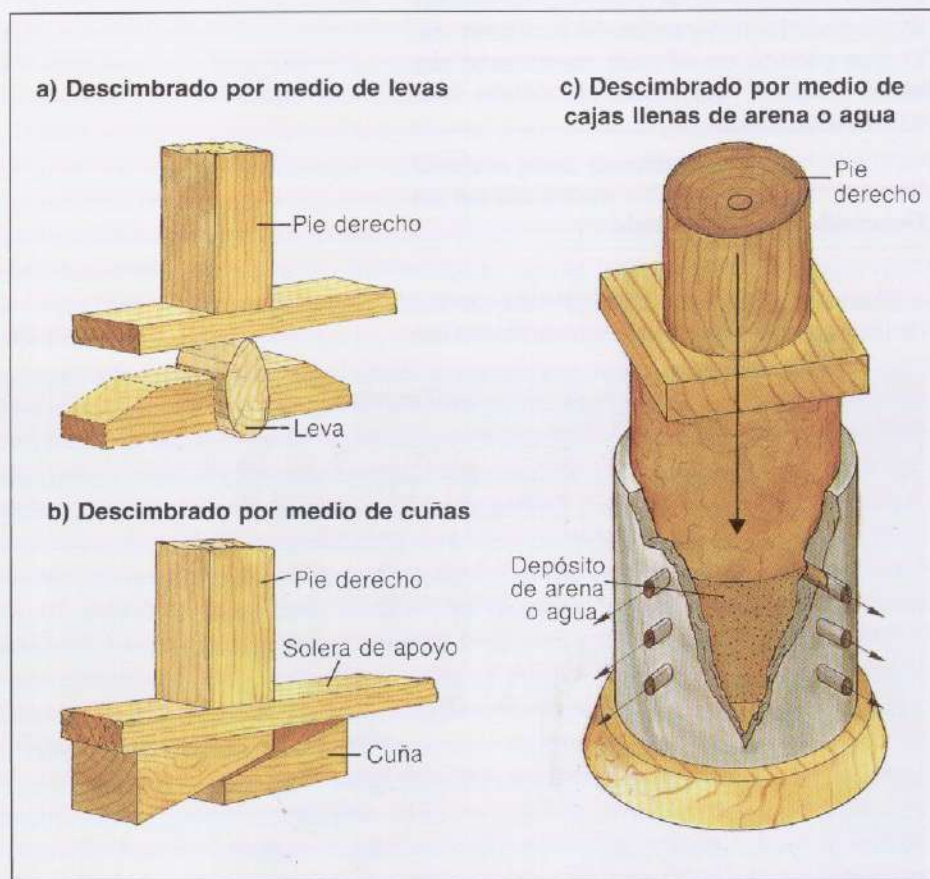 a) Descimbrado por medio de levas
Pie derecho
Leva
b) Descimbrado por medio de cuñas
Pie derecho
Solera de apoyo
Cuña
c) Descimbrado por medio de
cajas llenas de arena o agua
Pie
derecho
Depósito
de arena
o agua